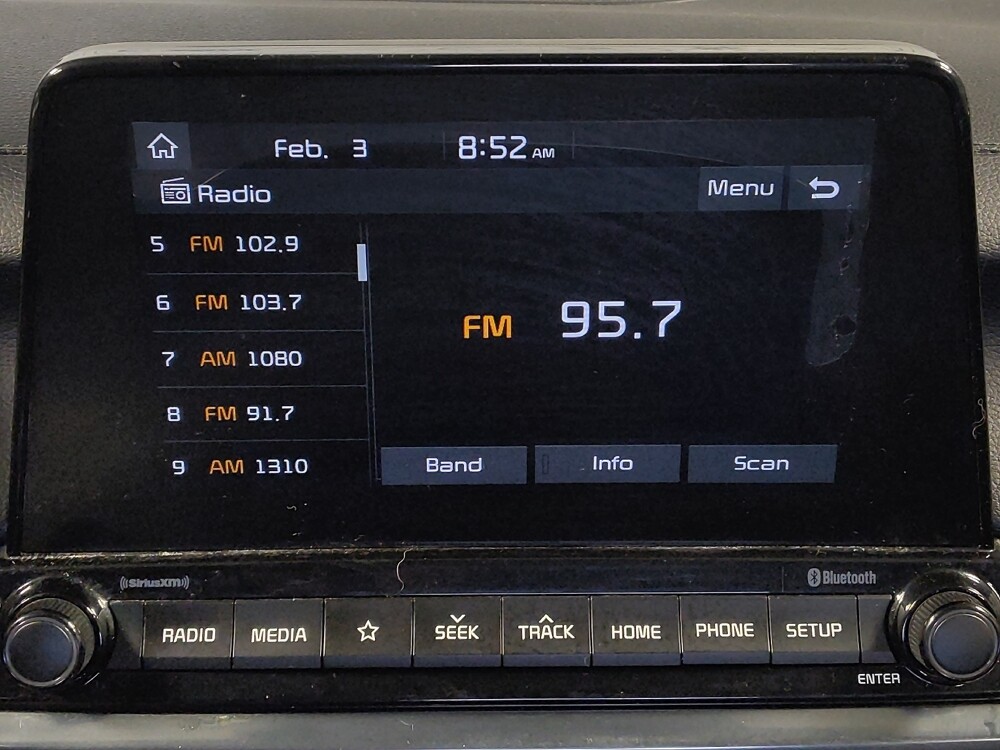 Feb. 3 8:52 AM
Radio Menu
5 FM 102.9
6 FM 103.7
7 AM 1080
8 FM 91.7
9 AM 1310
FM 95.7
Band Info Scan
((SiriusXM)) Bluetooth
RADIO MEDIA SEEK TRACK HOME PHONE SETUP
ENTER